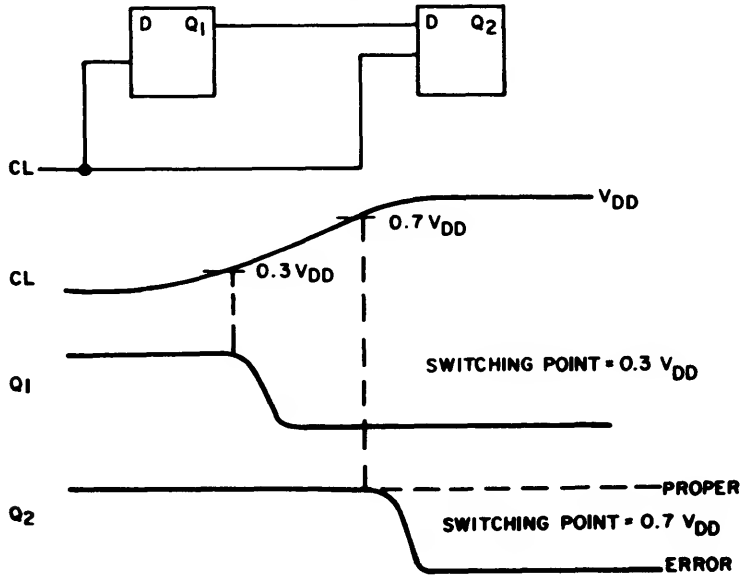 D Q1
D Q2
CL
VDD
0.7 VDD
CL
0.3 VDD
Q1
SWITCHING POINT = 0.3 VDD
PROPER
Q2
SWITCHING POINT = 0.7 VDD
ERROR